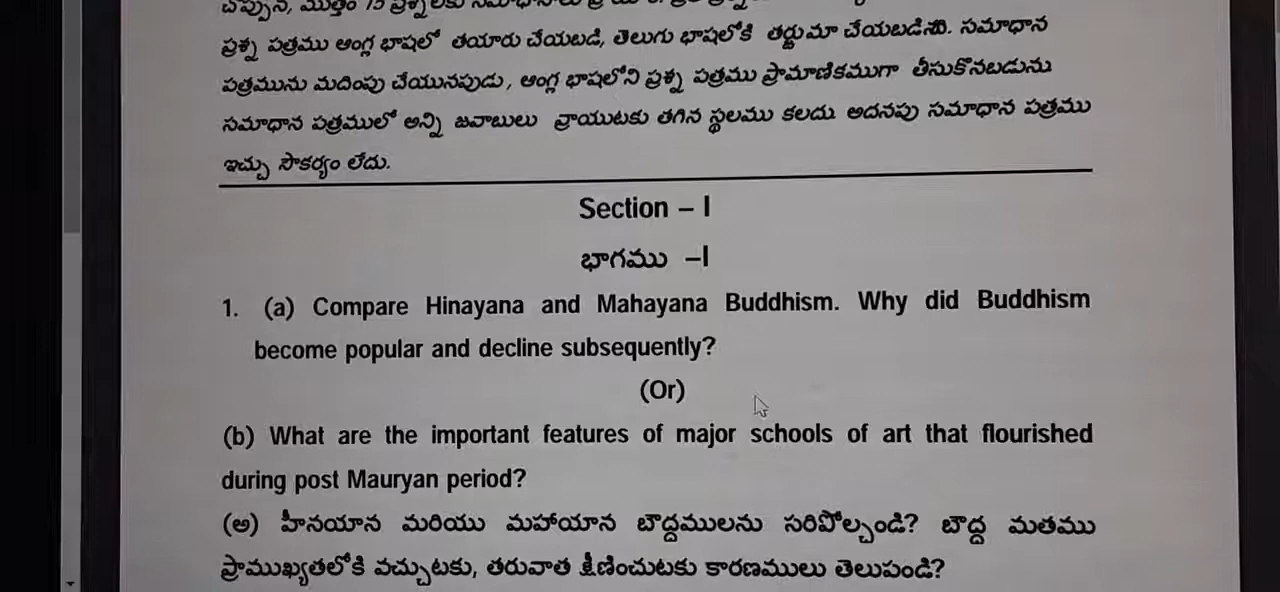 చెప్పున, మొత్తం 15 ప్రశ్నలకు సమాధానాలు
ప్రశ్న పత్రము ఆంగ్ల భాషలో తయారు చేయబడి, తెలుగు భాషలోకి తర్జుమా చేయబడినది. సమాధాన
పత్రమును మదింపు చేయునపుడు, ఆంగ్ల భాషలోని ప్రశ్న పత్రము ప్రామాణికముగా తీసుకొనబడును
సమాధాన పత్రములో అన్ని జవాబులు వ్రాయుటకు తగిన స్థలము కలదు. అదనపు సమాధాన పత్రము
ఇచ్చు సౌకర్యం లేదు.
Section – I
భాగము –I
1. (a) Compare Hinayana and Mahayana Buddhism. Why did Buddhism
become popular and decline subsequently?
(Or)
(b) What are the important features of major schools of art that flourished
during post Mauryan period?
(అ) హీనయాన మరియు మహాయాన బౌద్ధములను సరిపోల్చండి? బౌద్ధ మతము
ప్రాముఖ్యతలోకి వచ్చుటకు, తరువాత క్షీణించుటకు కారణములు తెలుపండి?